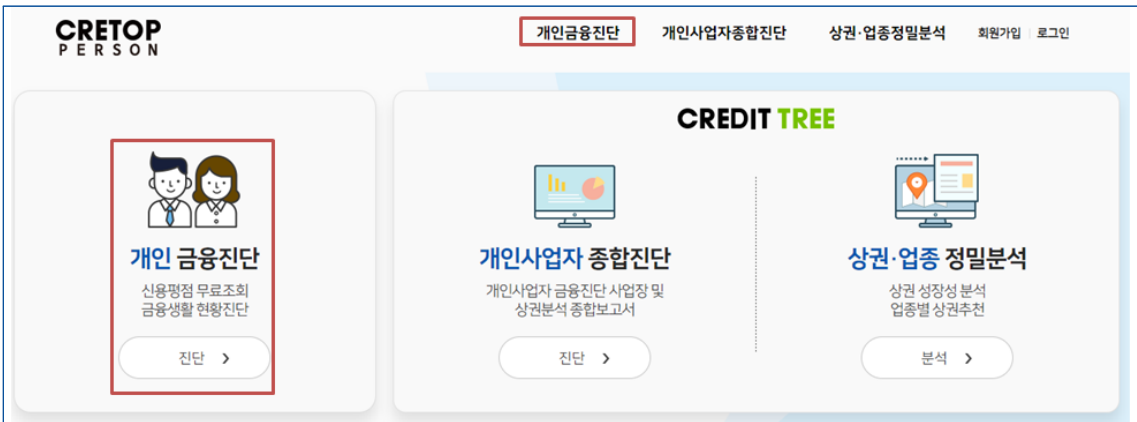 CRETOP
PERSON
개인금융진단 개인사업자종합진단 상권·업종정밀분석 회원가입 로그인
개인 금융진단
신용평점 무료조회
금융생활 현황진단
진단
CREDIT TREE
개인사업자 종합진단
개인사업자 금융진단 사업장 및
상권분석 종합보고서
진단
상권·업종 정밀분석
상권 성장성 분석
업종별 상권추천
분석